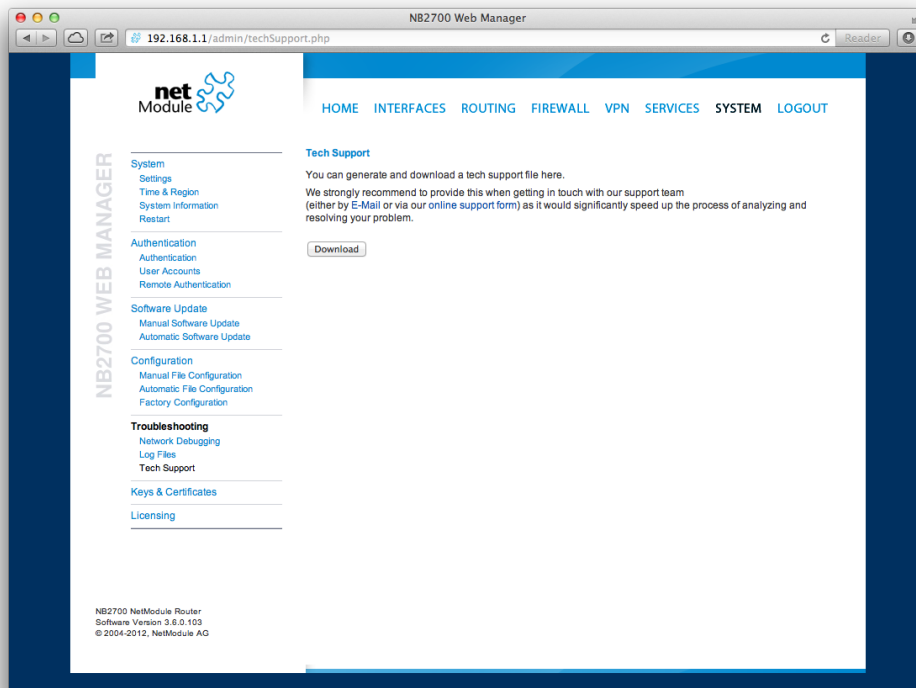 NB2700 Web Manager
192.168.1.1/admin/techSupport.php
Reader
net
Module
HOME INTERFACES ROUTING FIREWALL VPN SERVICES SYSTEM LOGOUT
NB2700 WEB MANAGER
System
Settings
Time & Region
System Information
Restart
Authentication
Authentication
User Accounts
Remote Authentication
Software Update
Manual Software Update
Automatic Software Update
Configuration
Manual File Configuration
Automatic File Configuration
Factory Configuration
Troubleshooting
Network Debugging
Log Files
Tech Support
Keys & Certificates
Licensing
Tech Support
You can generate and download a tech support file here.
We strongly recommend to provide this when getting in touch with our support team
(either by E-Mail or via our online support form) as it would significantly speed up the process of analyzing and
resolving your problem.
Download
NB2700 NetModule Router
Software Version 3.6.0.103
© 2004-2012, NetModule AG